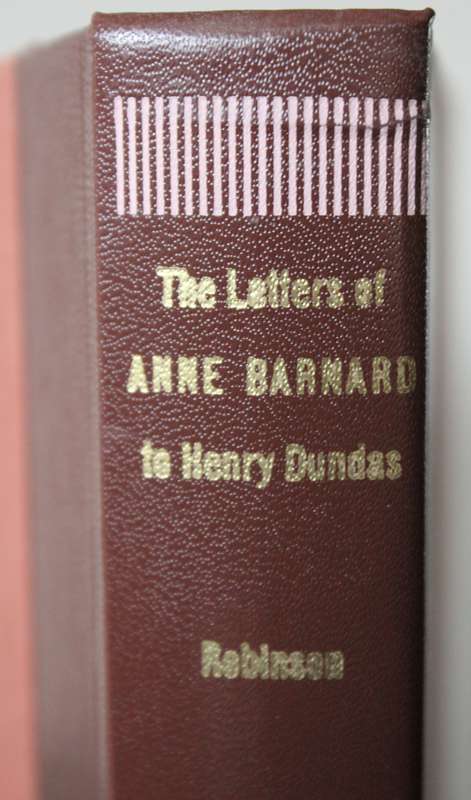 The Letters of
ANNE BARNARD
to Henry Dundas
Robinson